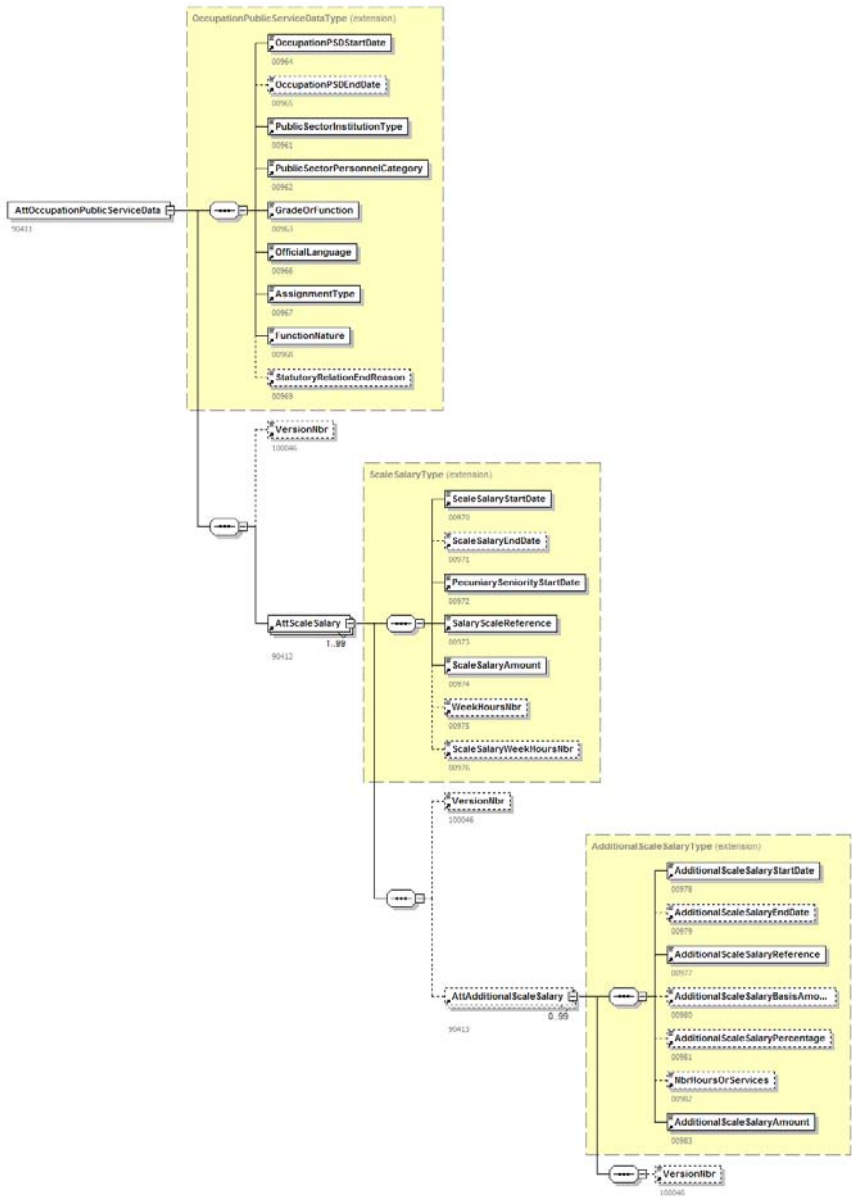 OccupationPublicServiceDataType (extension)
OccupationPSDStartDate
00964
OccupationPSDEndDate
00965
PublicSectorInstitutionType
00961
PublicSectorPersonnelCategory
00962
AttOccupationPublicServiceData
90411
GradeOrFunction
00963
OfficialLanguage
00966
AssignmentType
00967
FunctionNature
00968
StatutoryRelationEndReason
00969
VersionNbr
100046
ScaleSalaryType (extension)
ScaleSalaryStartDate
00970
ScaleSalaryEndDate
00971
PecuniarySeniorityStartDate
00972
AttScaleSalary
1..99
90412
SalaryScaleReference
00973
ScaleSalaryAmount
00974
WeekHoursNbr
00975
ScaleSalaryWeekHoursNbr
00976
VersionNbr
100046
AdditionalScaleSalaryType (extension)
AdditionalScaleSalaryStartDate
00978
AdditionalScaleSalaryEndDate
00979
AdditionalScaleSalaryReference
00977
AttAdditionalScaleSalary
0..99
90413
AdditionalScaleSalaryBasisAmo...
00980
AdditionalScaleSalaryPercentage
00981
NbrHoursOrServices
00982
AdditionalScaleSalaryAmount
00983
VersionNbr
100046